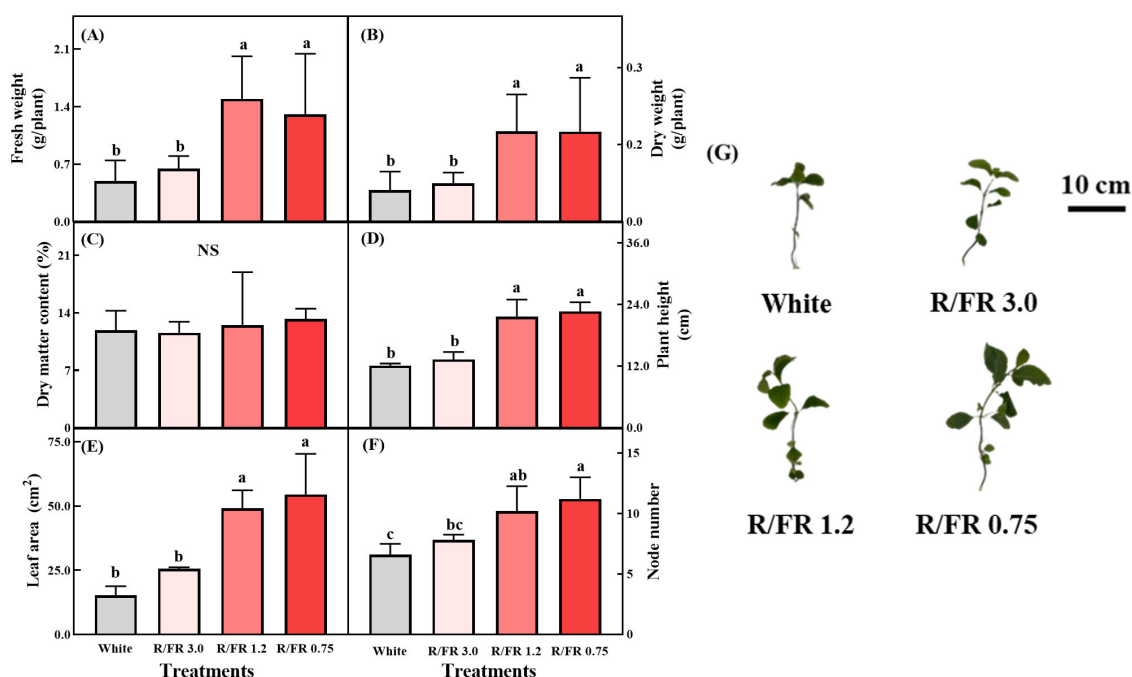 (A)
Fresh weight
(g/plant)
2.1
1.4
0.7
0.0
b
b
a
a
(B)
Dry weight
(g/plant)
0.3
0.2
0.0
b
b
a
a
(C)
NS
Dry matter content (%)
21
14
7
0
(D)
Plant height
(cm)
36.0
24.0
12.0
0.0
b
b
a
a
(E)
Leaf area (cm²)
75.0
50.0
25.0
0.0
b
b
a
a
(F)
Node number
15
10
5
0
c
bc
ab
a
White R/FR 3.0 R/FR 1.2 R/FR 0.75
Treatments
White R/FR 3.0 R/FR 1.2 R/FR 0.75
Treatments
(G)
10 cm
White
R/FR 3.0
R/FR 1.2
R/FR 0.75